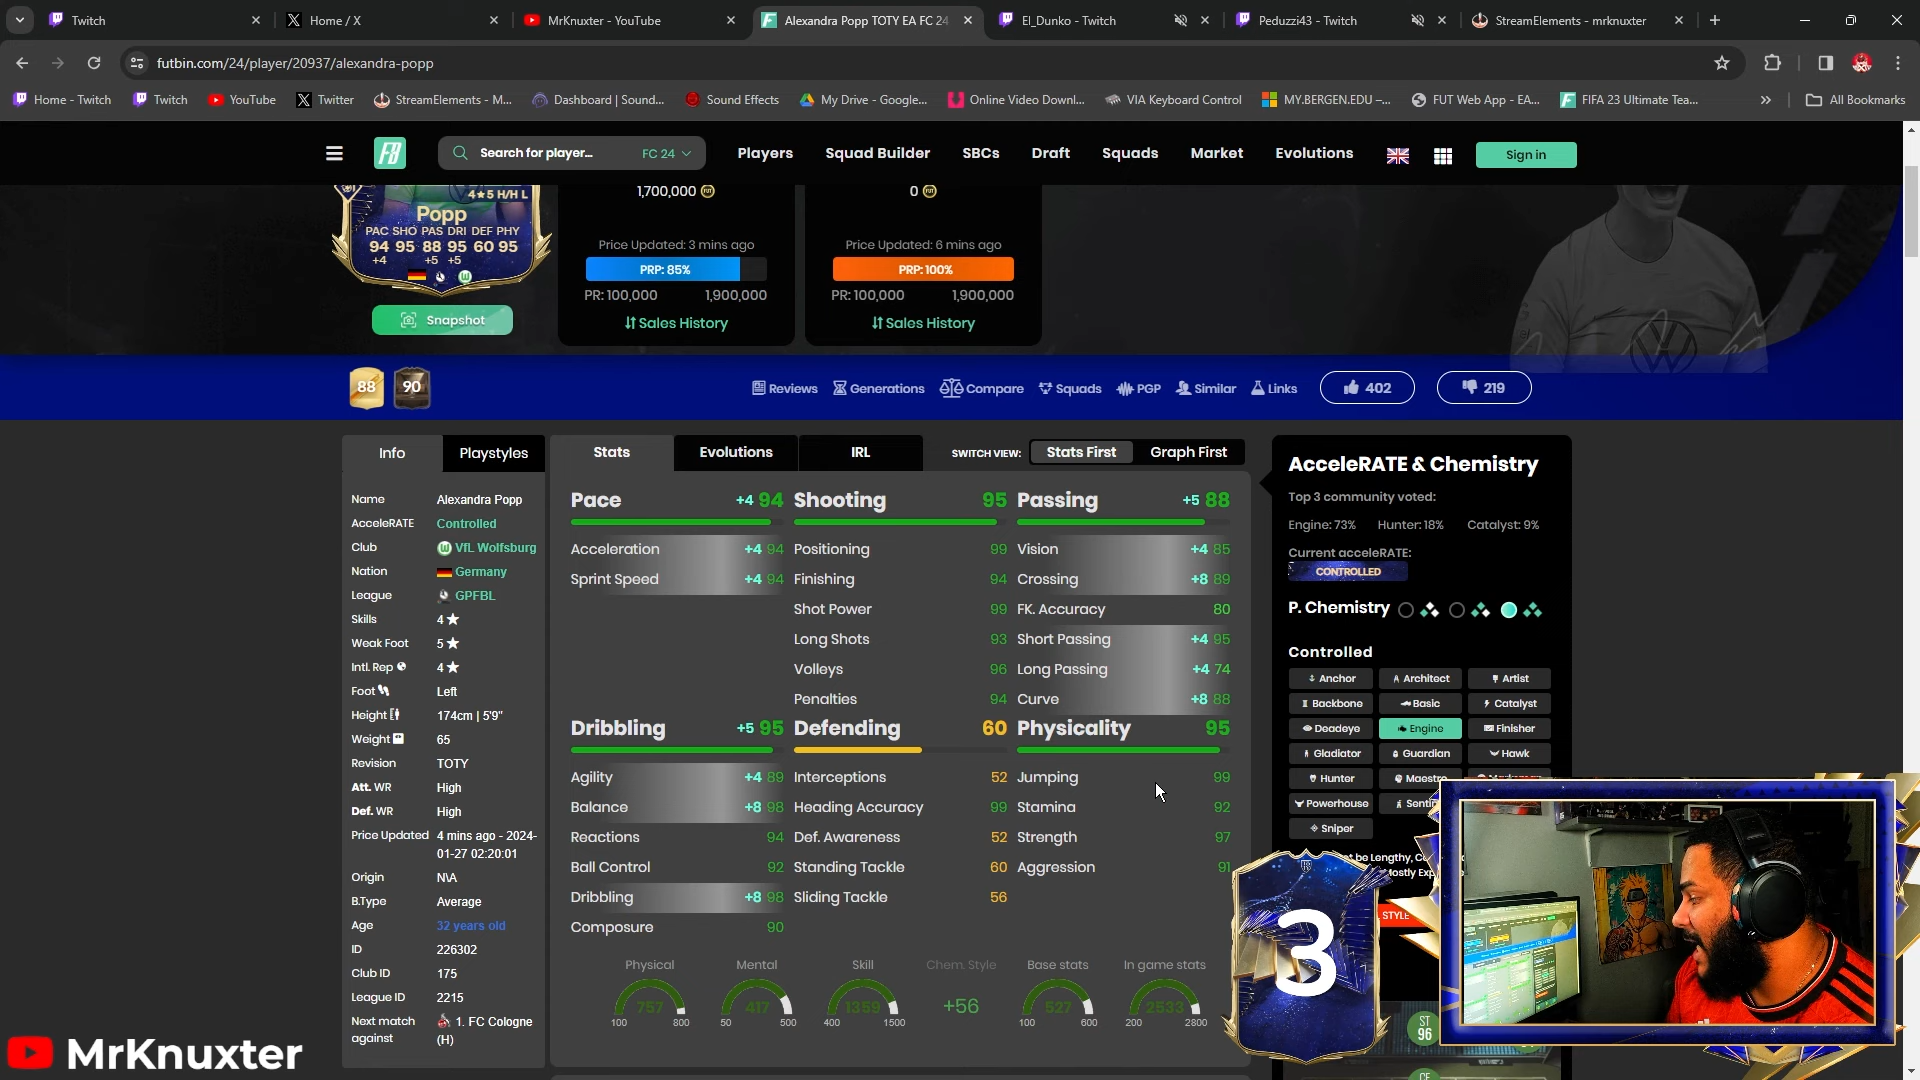 Twitch
Home / X
MrKnuxter - YouTube
Alexandra Popp TOTY EA FC 24
El_Dunko - Twitch
Peduzzi43 - Twitch
StreamElements - mrknuxter
futbin.com/24/player/20937/alexandra-popp
Home - Twitch
Twitch
YouTube
Twitter
StreamElements - M...
Dashboard | Sound...
Sound Effects
My Drive - Google...
Online Video Downl...
VIA Keyboard Control
MY.BERGEN.EDU –...
FUT Web App - EA...
FIFA 23 Ultimate Tea...
All Bookmarks
FB
Search for player...
FC 24
Players
Squad Builder
SBCs
Draft
Squads
Market
Evolutions
Sign in
4★5 H/H L
Popp
PAC SHO PAS DRI DEF PHY
94 95 88 95 60 95
+4 +5 +5
Snapshot
1,700,000
Price Updated: 3 mins ago
PRP: 85%
PR: 100,000 1,900,000
Sales History
0
Price Updated: 6 mins ago
PRP: 100%
PR: 100,000 1,900,000
Sales History
88
90
Reviews
Generations
Compare
Squads
PGP
Similar
Links
402
219
Info
Playstyles
Name Alexandra Popp
AcceleRATE Controlled
Club VfL Wolfsburg
Nation Germany
League GPFBL
Skills 4
Weak Foot 5
Intl. Rep 4
Foot Left
Height 174cm | 5'9"
Weight 65
Revision TOTY
Att. WR High
Def. WR High
Price Updated 4 mins ago - 2024-
01-27 02:20:01
Origin N\A
B.Type Average
Age 32 years old
ID 226302
Club ID 175
League ID 2215
Next match 1. FC Cologne
against (H)
Stats
Evolutions
IRL
SWITCH VIEW:
Stats First
Graph First
Pace +4 94
Acceleration +4 94
Sprint Speed +4 94
Shooting 95
Positioning 99
Finishing 94
Shot Power 99
Long Shots 93
Volleys 96
Penalties 94
Passing +5 88
Vision +4 85
Crossing +8 89
FK. Accuracy 80
Short Passing +4 95
Long Passing +4 74
Curve +8 88
Dribbling +5 95
Agility +4 89
Balance +8 98
Reactions 94
Ball Control 92
Dribbling +8 98
Composure 90
Defending 60
Interceptions 52
Heading Accuracy 99
Def. Awareness 52
Standing Tackle 60
Sliding Tackle 56
Physicality 95
Jumping 99
Stamina 92
Strength 97
Aggression 91
Physical
757
100 800
Mental
417
50 500
Skill
1359
400 1500
Chem. Style
+56
Base stats
527
100 600
In game stats
2533
200 2800
AcceleRATE & Chemistry
Top 3 community voted:
Engine: 73% Hunter: 18% Catalyst: 9%
Current acceleRATE:
CONTROLLED
P. Chemistry
Controlled
Anchor
Architect
Artist
Backbone
Basic
Catalyst
Deadeye
Engine
Finisher
Gladiator
Guardian
Hawk
Hunter
Maestro
Powerhouse
Sniper
STYLE
3
ST
96
MrKnuxter